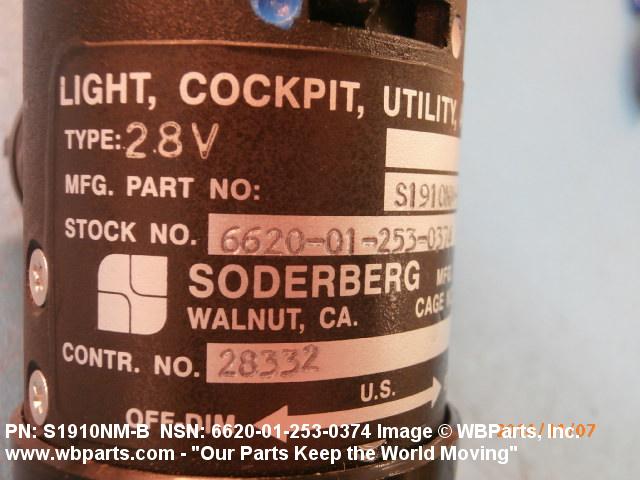 LIGHT, COCKPIT, UTILITY,
TYPE: 28V
MFG. PART NO: S1910NM-
STOCK NO. 6620-01-253-0374
SODERBERG MFG.
WALNUT, CA. CAGE
CONTR. NO. 28332
U.S.
OFF-DIM
PN: S1910NM-B NSN: 6620-01-253-0374 Image © WBParts, Inc.
www.wbparts.com - "Our Parts Keep the World Moving"